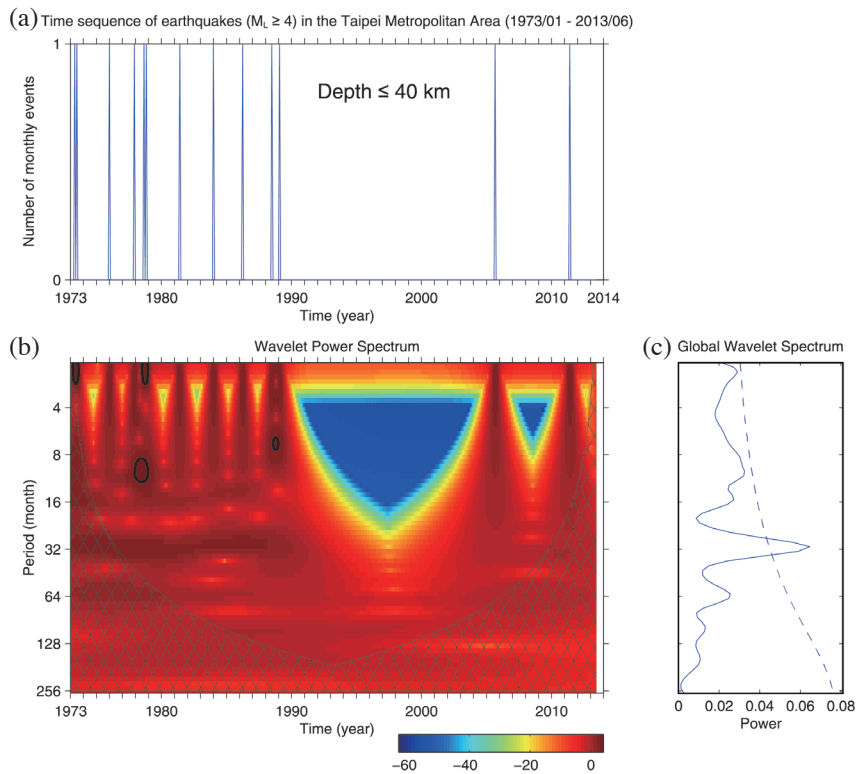 (a) Time sequence of earthquakes (M_L ≥ 4) in the Taipei Metropolitan Area (1973/01 - 2013/06)
1
Depth ≤ 40 km
Number of monthly events
0
1973 1980 1990 2000 2010 2014
Time (year)
(b) Wavelet Power Spectrum
4
8
16
32
64
128
256
Period (month)
1973 1980 1990 2000 2010
Time (year)
−60 −40 −20 0
(c) Global Wavelet Spectrum
0 0.02 0.04 0.06 0.08
Power